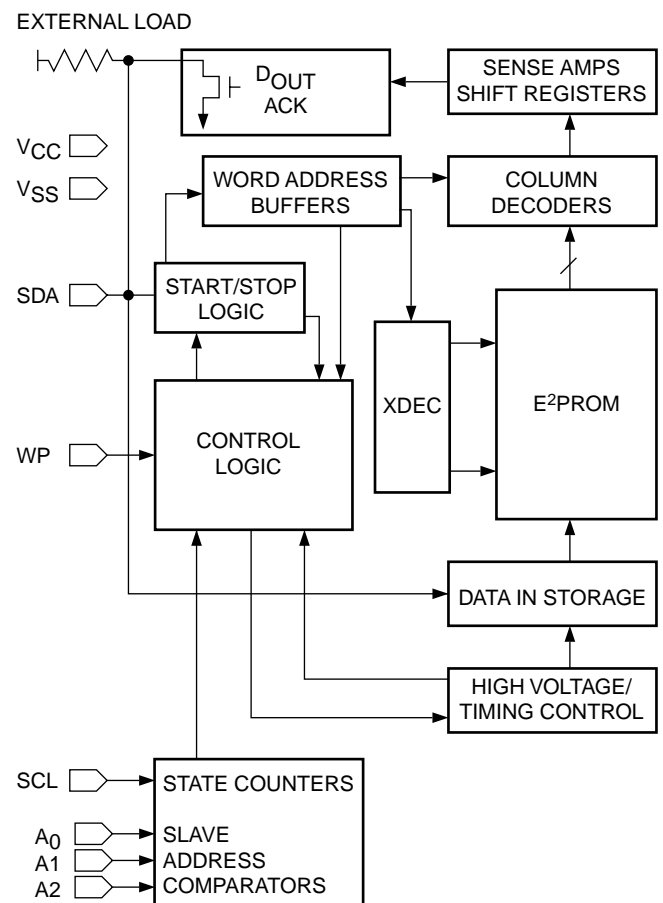 EXTERNAL LOAD
DOUT
ACK
SENSE AMPS
SHIFT REGISTERS
VCC
VSS
WORD ADDRESS
BUFFERS
COLUMN
DECODERS
SDA
START/STOP
LOGIC
XDEC
E²PROM
WP
CONTROL
LOGIC
DATA IN STORAGE
HIGH VOLTAGE/
TIMING CONTROL
SCL
STATE COUNTERS
A0
SLAVE
A1
ADDRESS
A2
COMPARATORS